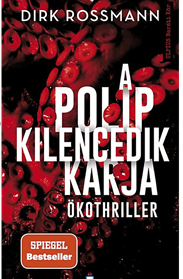 DIRK ROSSMANN
A
POLIP
KILENCEDIK
KARJA
ÖKOTHRILLER
SPIEGEL
Bestseller